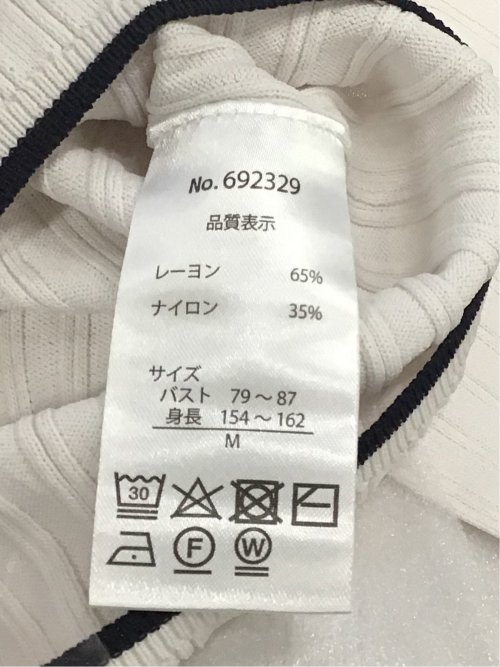 No. 692329
品質表示
レーヨン 65%
ナイロン 35%
サイズ
バスト 79～87
身長 154～162
M
30
F W